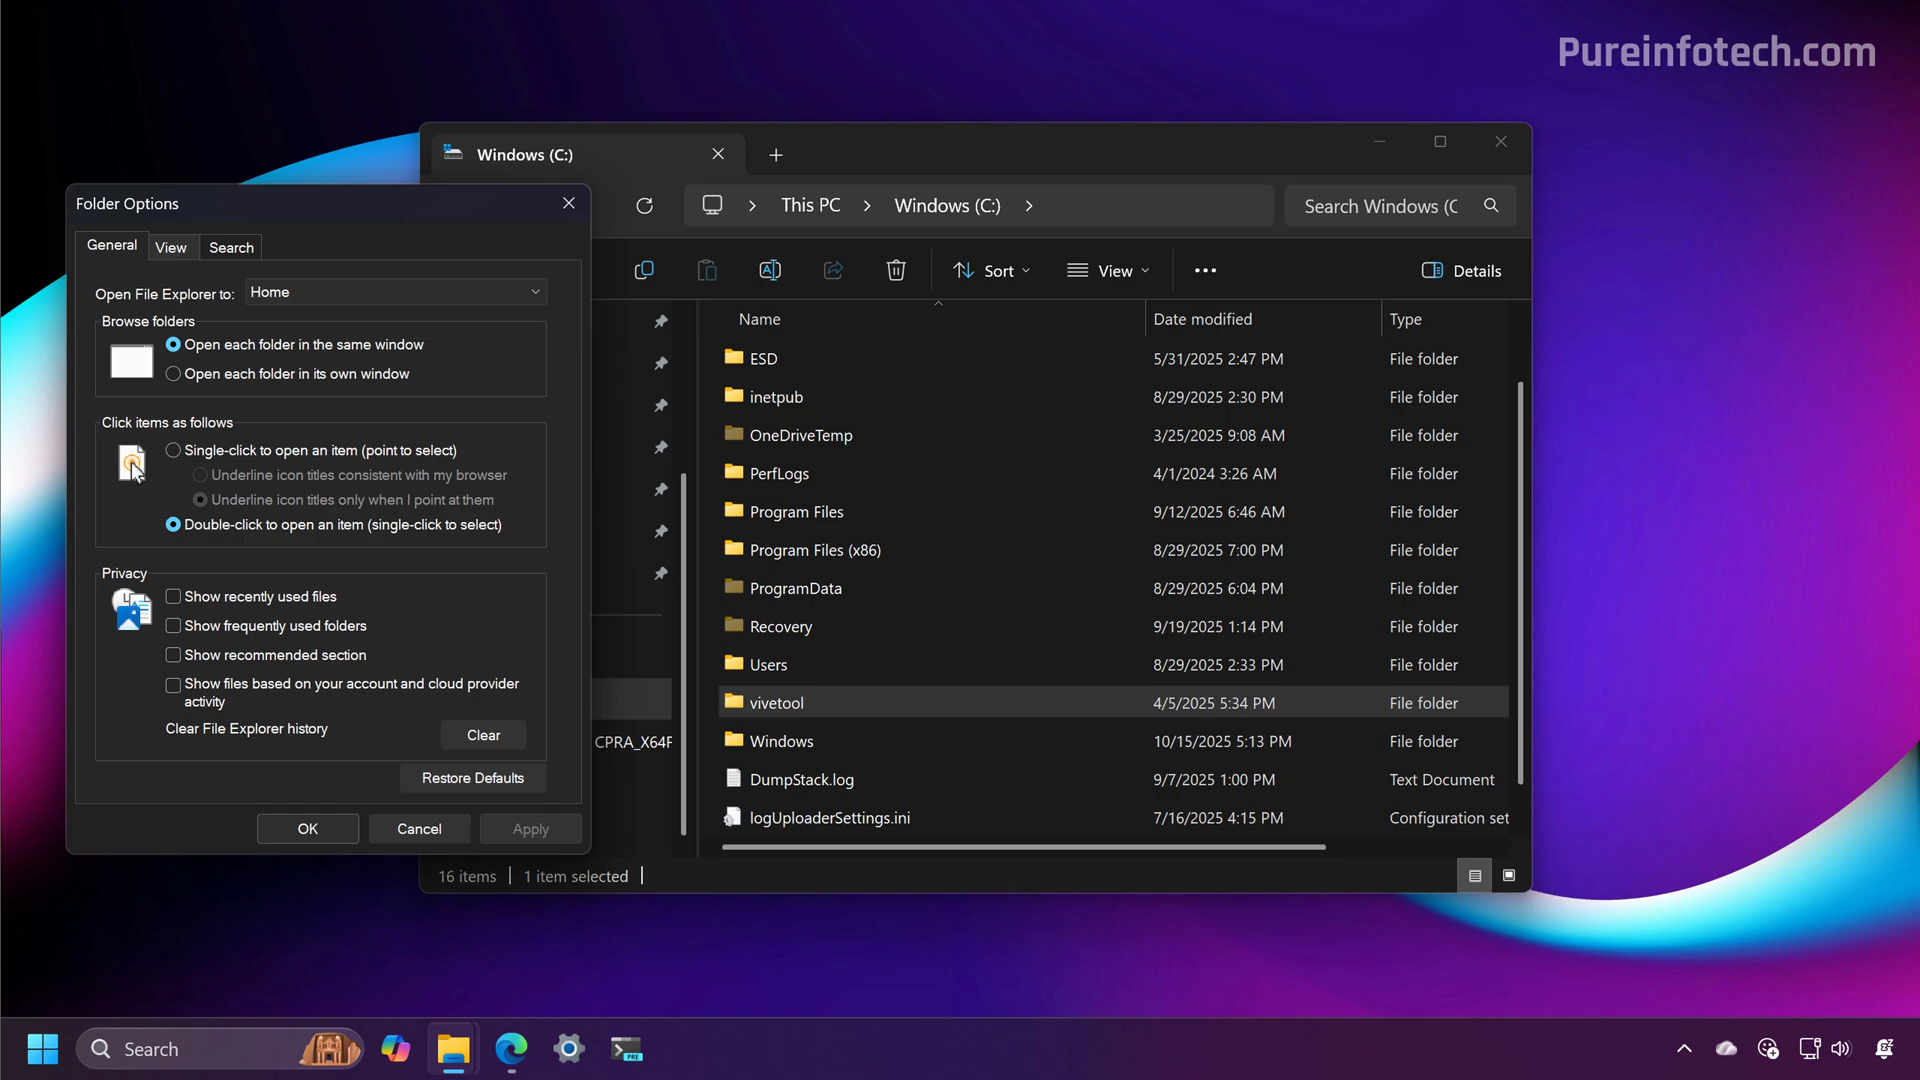 Pureinfotech.com
Windows (C:)
This PC
Windows (C:)
Search Windows (C
Sort
View
Details
Folder Options
General
View
Search
Open File Explorer to:
Home
Browse folders
Open each folder in the same window
Open each folder in its own window
Click items as follows
Single-click to open an item (point to select)
Underline icon titles consistent with my browser
Underline icon titles only when I point at them
Double-click to open an item (single-click to select)
Privacy
Show recently used files
Show frequently used folders
Show recommended section
Show files based on your account and cloud provider
activity
Clear File Explorer history
Clear
Restore Defaults
OK
Cancel
Apply
CPRA_X64F
Name Date modified Type
ESD 5/31/2025 2:47 PM File folder
inetpub 8/29/2025 2:30 PM File folder
OneDriveTemp 3/25/2025 9:08 AM File folder
PerfLogs 4/1/2024 3:26 AM File folder
Program Files 9/12/2025 6:46 AM File folder
Program Files (x86) 8/29/2025 7:00 PM File folder
ProgramData 8/29/2025 6:04 PM File folder
Recovery 9/19/2025 1:14 PM File folder
Users 8/29/2025 2:33 PM File folder
vivetool 4/5/2025 5:34 PM File folder
Windows 10/15/2025 5:13 PM File folder
DumpStack.log 9/7/2025 1:00 PM Text Document
logUploaderSettings.ini 7/16/2025 4:15 PM Configuration set
16 items
1 item selected
Search
PRE